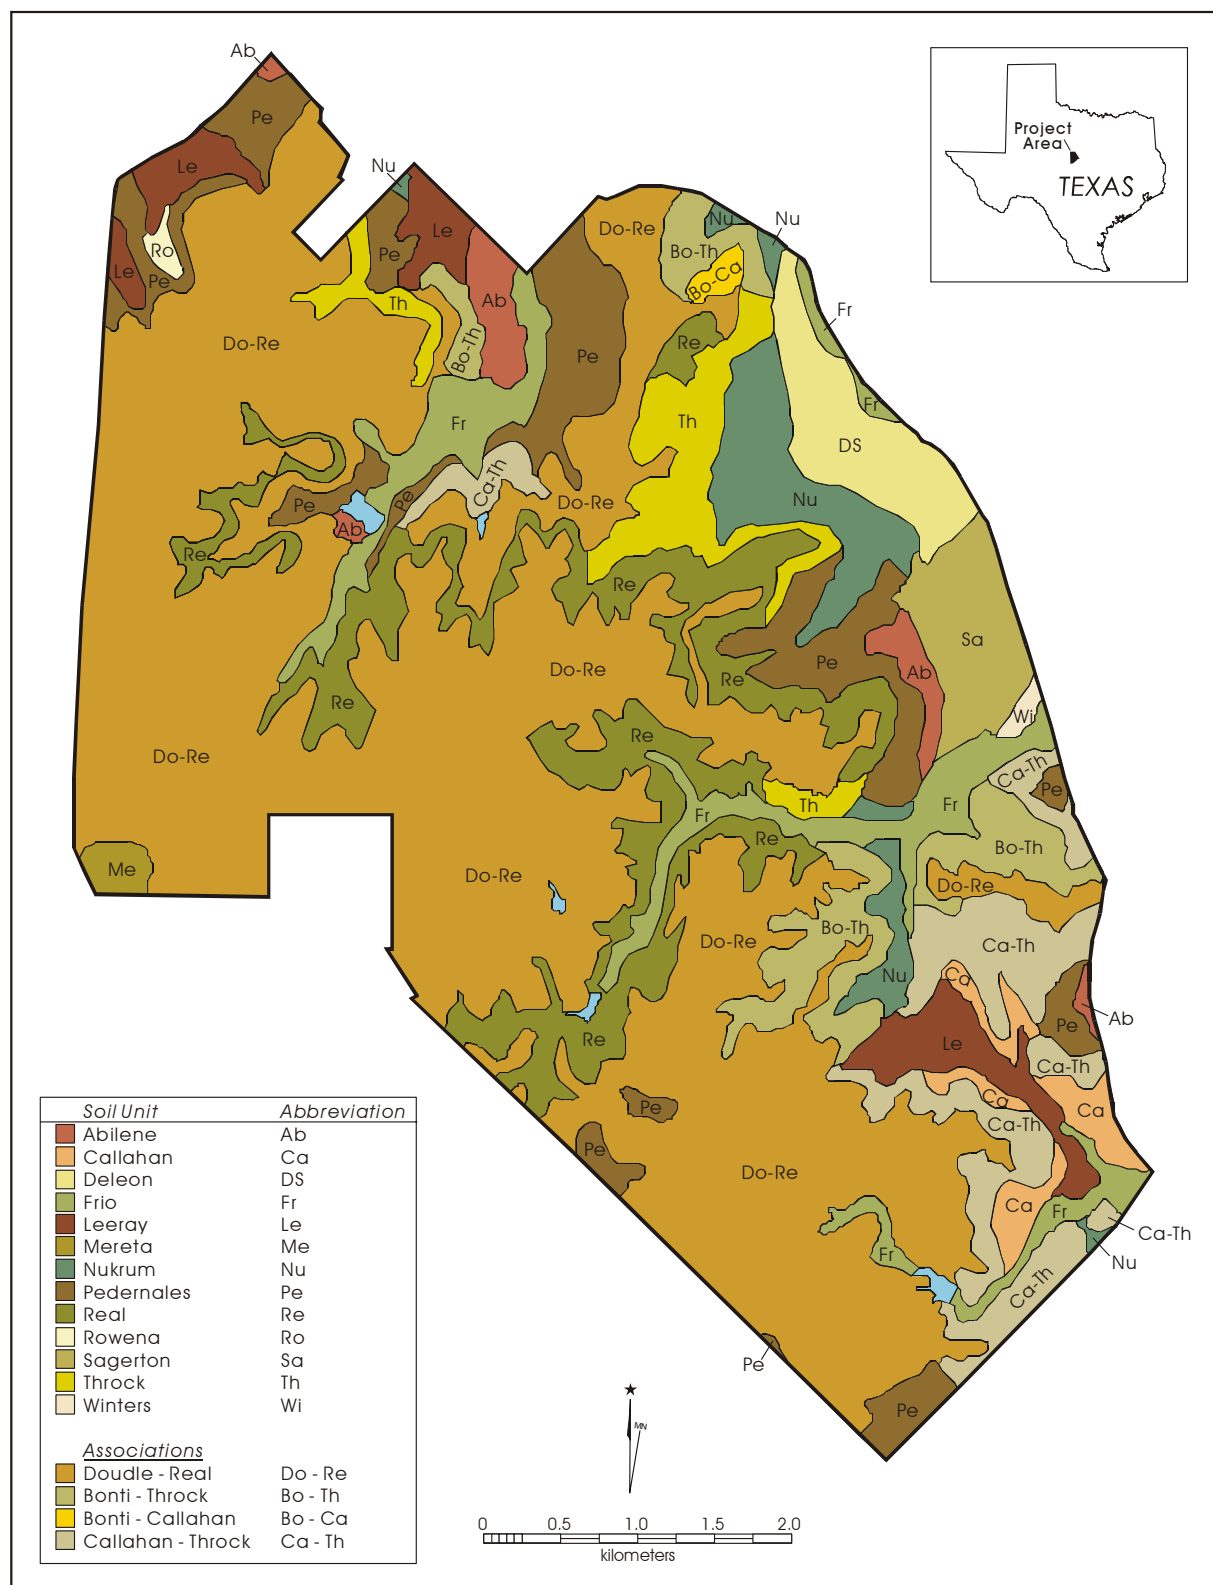 Ab
Pe
Le
Nu
Project
Area
TEXAS
Le
Ro
Pe
Pe
Le
Do-Re
Nu
Nu
Bo-Th
Bo-Ca
Le
Th
Ab
Fr
Do-Re
Bo-Th
Pe
Re
Fr
Fr
Th
DS
Ca-Th
Pe
Pe
Do-Re
Nu
Ab
Re
Re
Sa
Do-Re
Pe
Ab
Re
Re
Wi
Re
Do-Re
Ca-Th
Pe
Th
Fr
Fr
Re
Bo-Th
Me
Do-Re
Do-Re
Bo-Th
Do-Re
Ca-Th
Nu
Ca
Ab
Pe
Re
Le
Ca-Th
Ca
Pe
Ca
Ca-Th
Pe
Do-Re
Ca
Fr
Ca-Th
Fr
Nu
Ca-Th
Pe
Pe
Soil Unit Abbreviation
Abilene Ab
Callahan Ca
Deleon DS
Frio Fr
Leeray Le
Mereta Me
Nukrum Nu
Pedernales Pe
Real Re
Rowena Ro
Sagerton Sa
Throck Th
Winters Wi
Associations
Doudle - Real Do - Re
Bonti - Throck Bo - Th
Bonti - Callahan Bo - Ca
Callahan - Throck Ca - Th
MN
0 0.5 1.0 1.5 2.0
kilometers